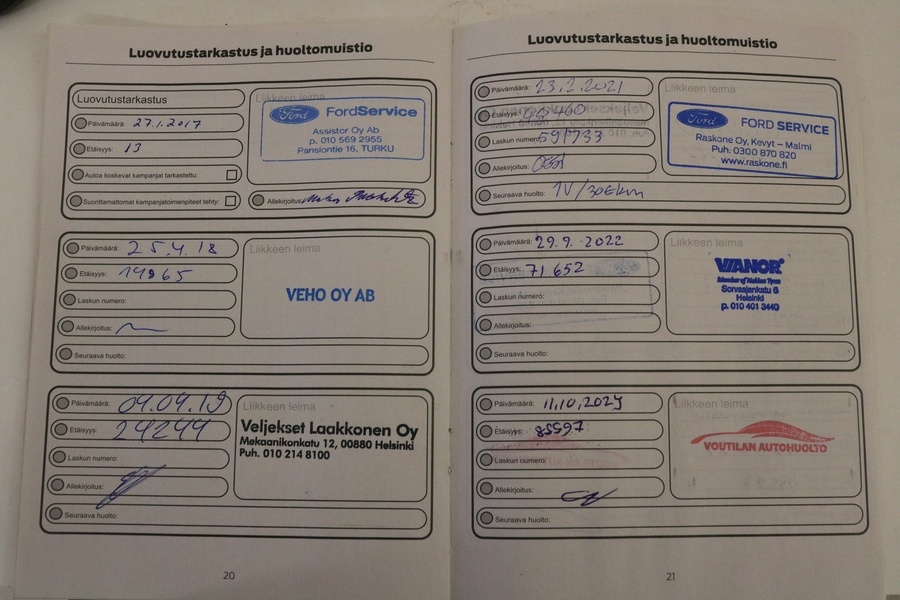 Luovutustarkastus ja huoltomuistio
Luovutustarkastus
Päivämäärä: 27.1.2017
Etäisyys: 13
Autoa koskevat kampanjat tarkastettu:
Suorittamattomat kampanjatoimenpiteet tehty:
Liikkeen leima
Ford FordService
Assistor Oy Ab
p. 010 569 2955
Pansiontie 16, TURKU
Allekirjoitus:
Päivämäärä: 25.4.18
Etäisyys: 14965
Laskun numero:
Allekirjoitus:
Seuraava huolto:
Liikkeen leima
VEHO OY AB
Päivämäärä: 04.04.19
Etäisyys: 24244
Laskun numero:
Allekirjoitus:
Seuraava huolto:
Liikkeen leima
Veljekset Laakkonen Oy
Mekaanikonkatu 12, 00880 Helsinki
Puh. 010 214 8100
20
Luovutustarkastus ja huoltomuistio
Päivämäärä: 23.2.2021
Etäisyys:
Laskun numero: 591733
Allekirjoitus:
Seuraava huolto: 1V/30tkm
Liikkeen leima
Ford FORD SERVICE
Raskone Oy, Kevyt – Malmi
Puh. 0300 870 820
www.raskone.fi
Päivämäärä: 29.9.-2022
Etäisyys: 71 652
Laskun numero:
Allekirjoitus:
Seuraava huolto:
Liikkeen leima
VIANOR
Member of Nokian Tyres
Sorvaajankatu 6
Helsinki
p. 010 401 3440
Päivämäärä: 11.10.2024
Etäisyys: 85597
Laskun numero:
Allekirjoitus:
Seuraava huolto:
Liikkeen leima
VOUTILAN AUTOHUOLTO
21